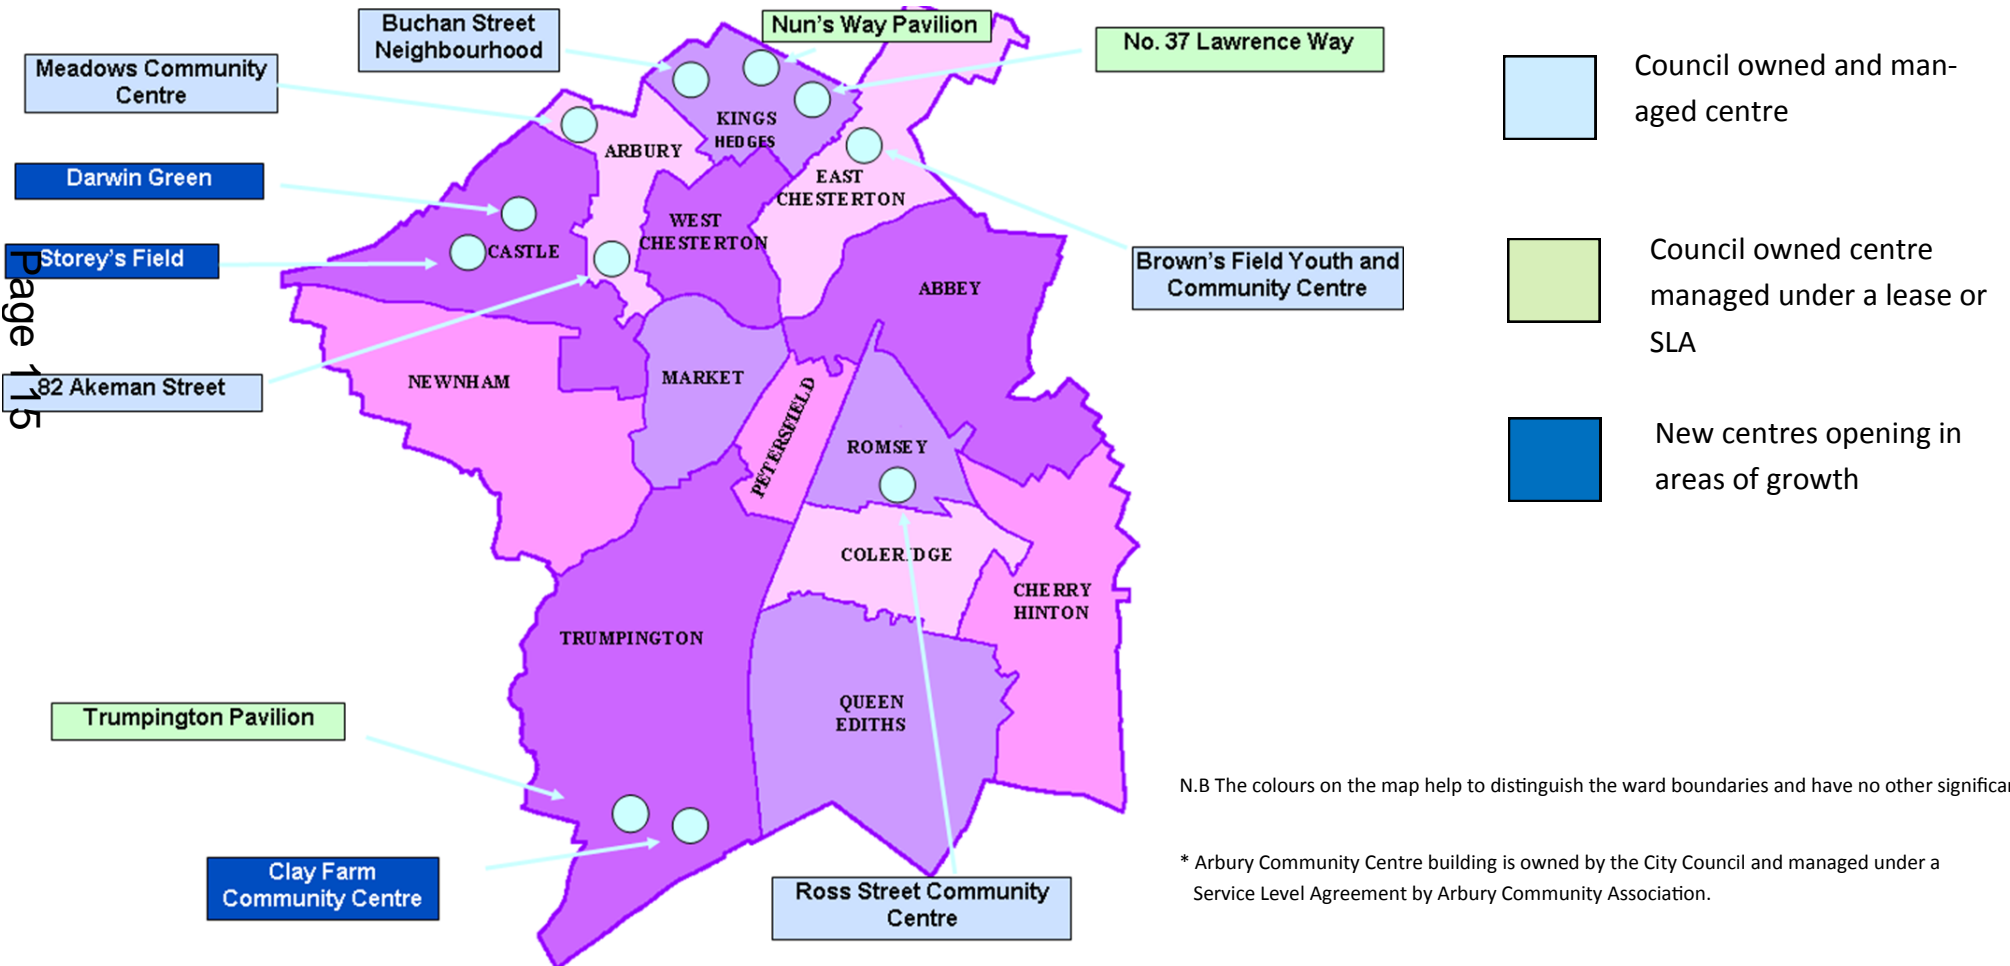 Buchan Street
Neighbourhood
Nun's Way Pavilion
No. 37 Lawrence Way
Meadows Community
Centre
Darwin Green
Storey's Field
82 Akeman Street
Page 115
KINGS
HEDGES
ARBURY
EAST
CHESTERTON
WEST
CHESTERTON
CASTLE
ABBEY
NEWNHAM
MARKET
PETERSFIELD
ROMSEY
COLERIDGE
CHERRY
HINTON
TRUMPINGTON
QUEEN
EDITHS
Brown's Field Youth and
Community Centre
Trumpington Pavilion
Clay Farm
Community Centre
Ross Street Community
Centre
Council owned and man-
aged centre
Council owned centre
managed under a lease or
SLA
New centres opening in
areas of growth
N.B The colours on the map help to distinguish the ward boundaries and have no other significan
* Arbury Community Centre building is owned by the City Council and managed under a
Service Level Agreement by Arbury Community Association.